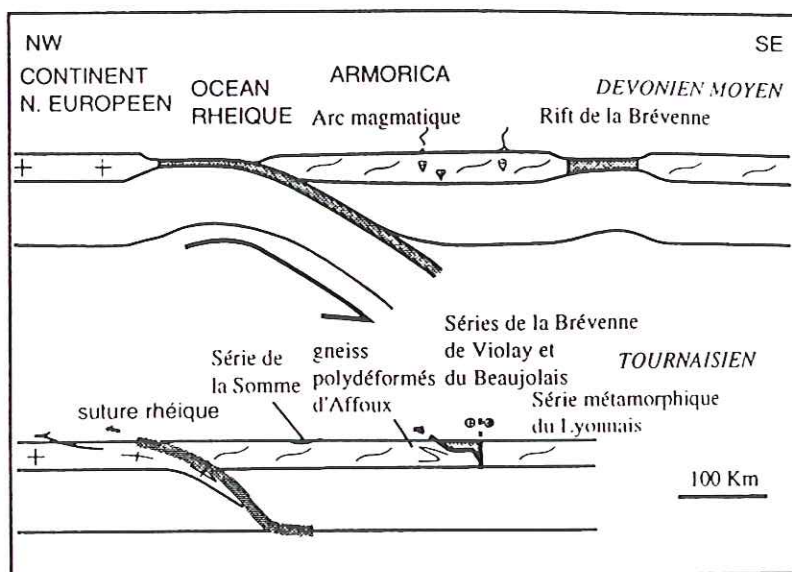 NW
SE
CONTINENT
N. EUROPEEN
OCEAN
RHEIQUE
ARMORICA
DEVONIEN MOYEN
Arc magmatique
Rift de la Brévenne
Séries de la Brévenne
de Violay et
du Beaujolais
TOURNAISIEN
gneiss
polydéformés
d'Affoux
Série de
la Somme
suture rhéique
Série métamorphique
du Lyonnais
100 Km